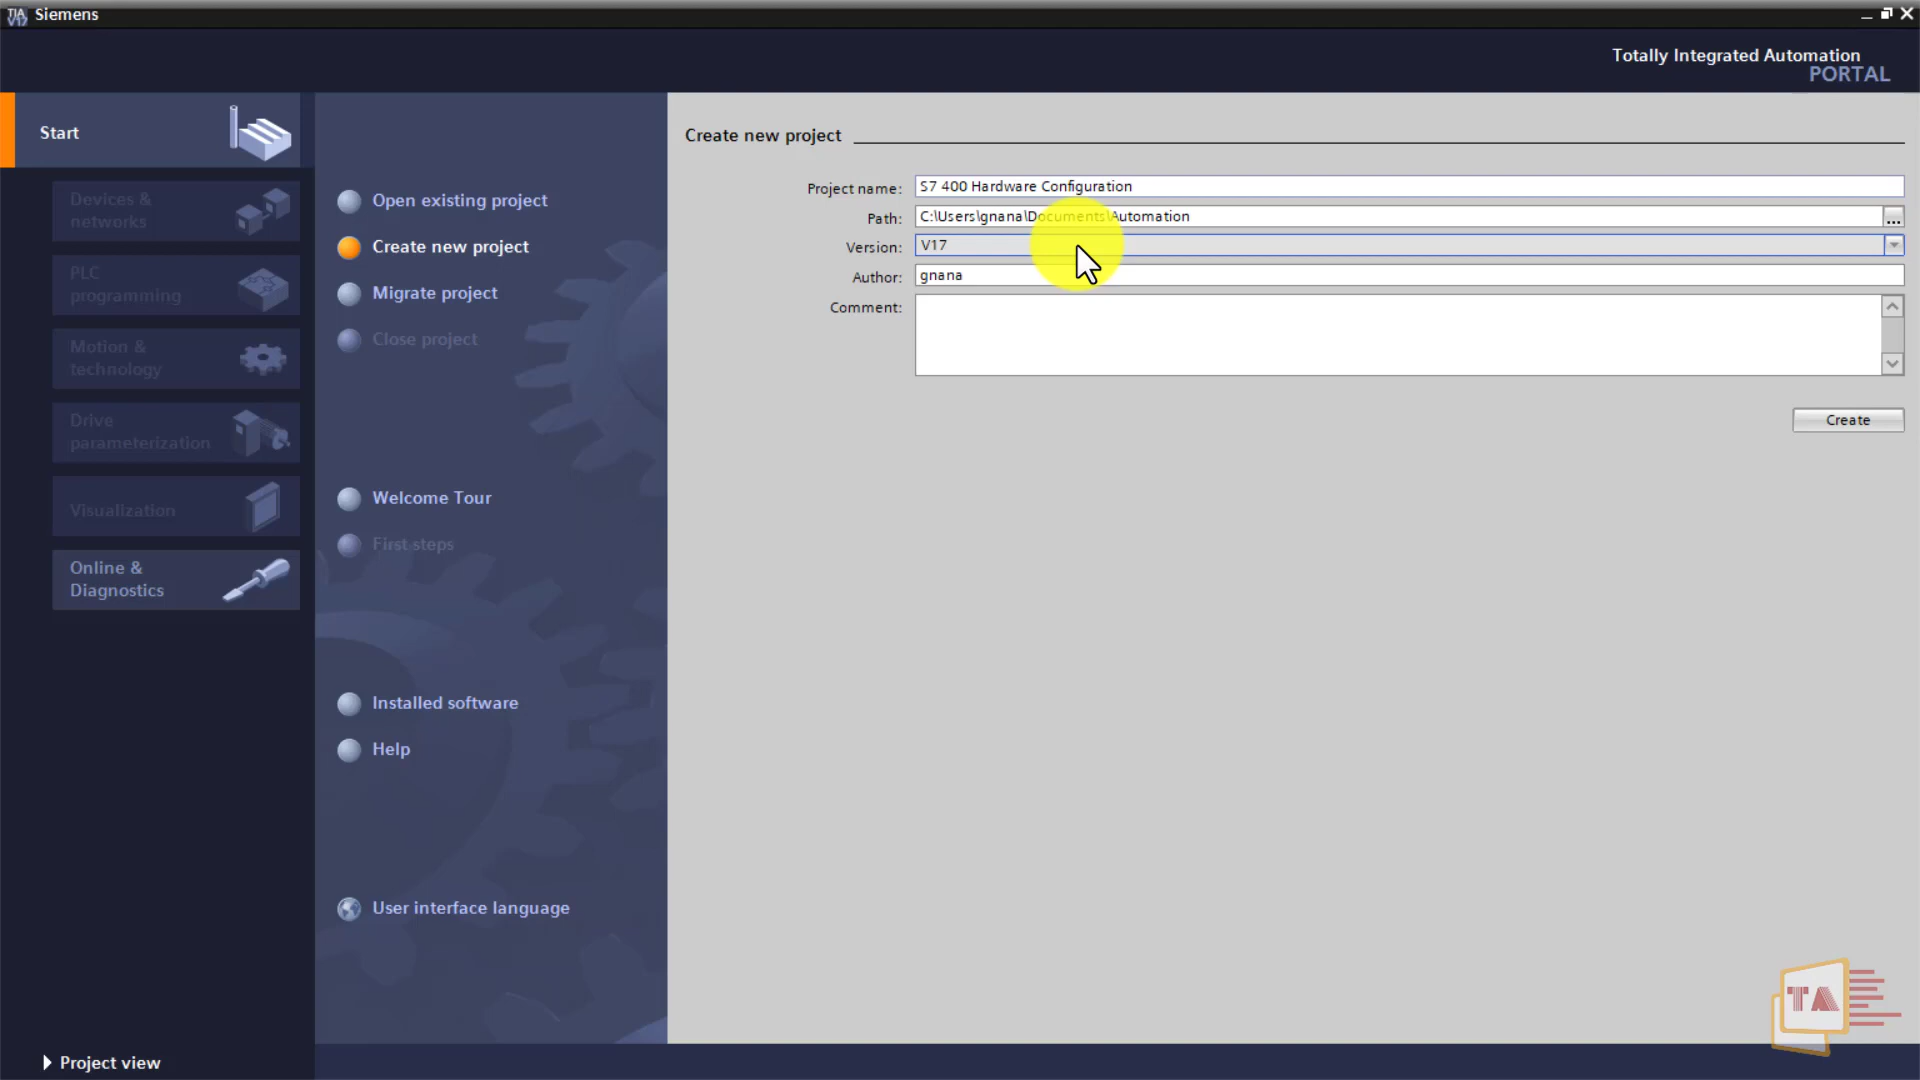 TIA
V17
Siemens
Totally Integrated Automation
PORTAL
Start
Devices &
networks
PLC
programming
Motion &
technology
Drive
parameterization
Visualization
Online &
Diagnostics
Open existing project
Create new project
Migrate project
Close project
Welcome Tour
First steps
Installed software
Help
User interface language
Create new project
Project name: S7 400 Hardware Configuration
Path: C:\Users\gnana\Documents\Automation
...
Version: V17
Author: gnana
Comment:
Create
TA
Project view